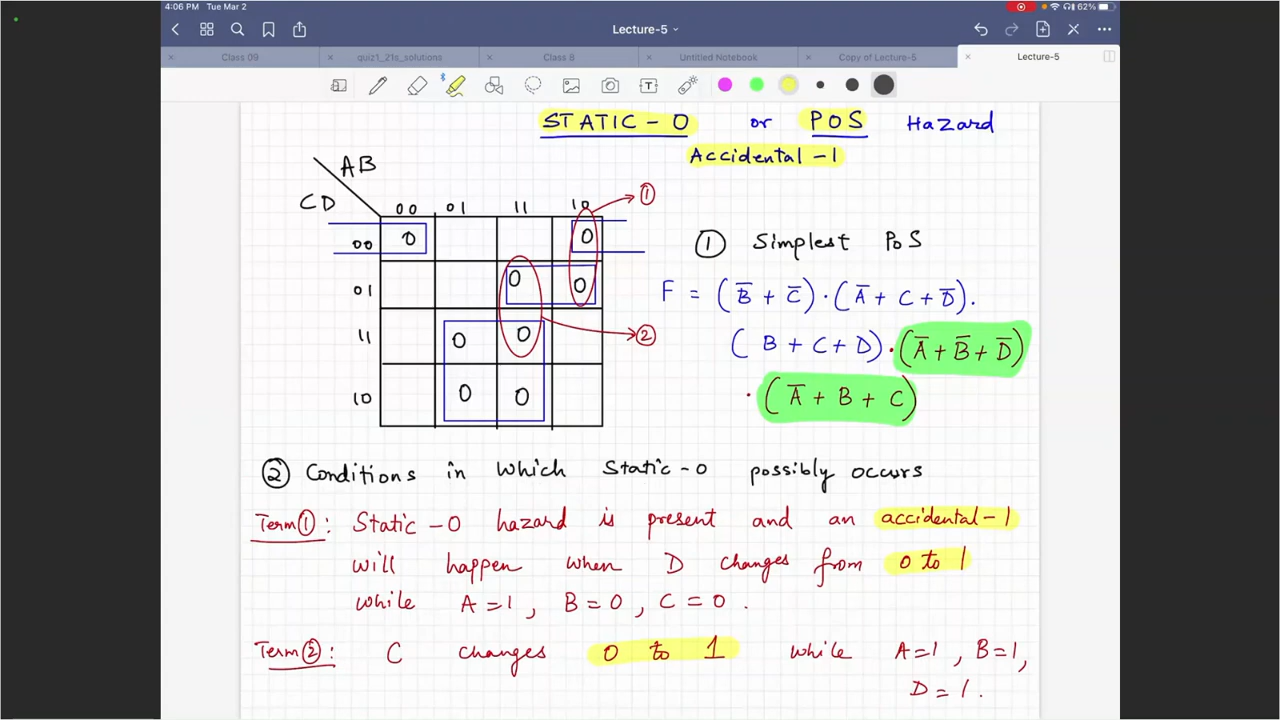 4:06 PM Tue Mar 2
62%
Lecture-5
Class 09
quiz1_21s_solutions
Class 8
Untitled Notebook
Copy of Lecture-5
Lecture-5
STATIC - 0 or POS Hazard
Accidental - 1
AB
CD
00 01 11 10
①
00 0 0
01 0 0
11 0 0
②
10 0 0
① Simplest PoS
F = (B̅ + C̅) · (A̅ + C + D̅).
(B + C + D) · (A̅ + B̅ + D̅)
· (A̅ + B + C)
② Conditions in which Static-0 possibly occurs
Term①: Static-0 hazard is present and an accidental-1
will happen when D changes from 0 to 1
while A=1, B=0, C=0.
Term②: C changes 0 to 1 while A=1, B=1,
D=1.